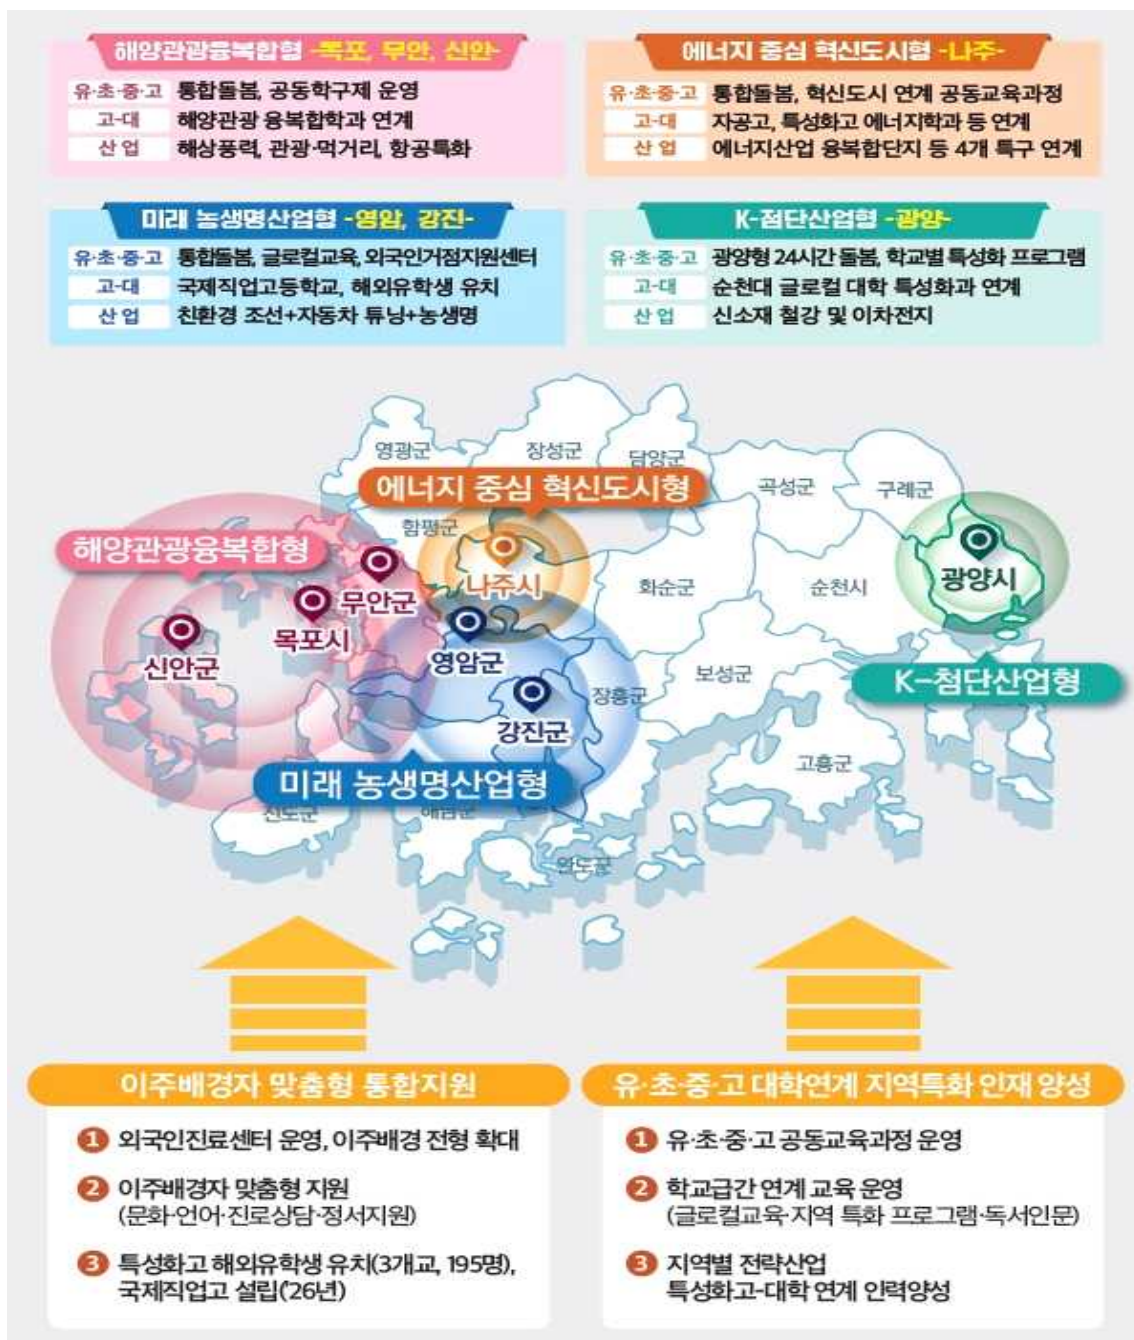 해양관광융복합형 -목포, 무안, 신안-
유·초·중·고 통합돌봄, 공동학구제 운영
고-대 해양관광 융복합학과 연계
산 업 해상풍력, 관광·먹거리, 항공특화
에너지 중심 혁신도시형 -나주-
유·초·중·고 통합돌봄, 혁신도시 연계 공동교육과정
고-대 자공고, 특성화고 에너지학과 등 연계
산 업 에너지산업 융복합단지 등 4개 특구 연계
미래 농생명산업형 -영암, 강진-
유·초·중·고 통합돌봄, 글로컬교육, 외국인거점지원센터
고-대 국제직업고등학교, 해외유학생 유치
산 업 친환경 조선+자동차 튜닝+농생명
K-첨단산업형 -광양-
유·초·중·고 광양형 24시간 돌봄, 학교별 특성화 프로그램
고-대 순천대 글로컬 대학 특성화과 연계
산 업 신소재 철강 및 이차전지
영광군
장성군
담양군
곡성군
구례군
에너지 중심 혁신도시형
함평군
해양관광융복합형
나주시
무안군
목포시
신안군
화순군
순천시
광양시
영암군
강진군
장흥군
보성군
K-첨단산업형
고흥군
미래 농생명산업형
진도군
해남군
완도군
이주배경자 맞춤형 통합지원
1 외국인진료센터 운영, 이주배경 전형 확대
2 이주배경자 맞춤형 지원
(문화·언어·진로상담·정서지원)
3 특성화고 해외유학생 유치(3개교, 195명),
국제직업고 설립('26년)
유·초·중·고 대학연계 지역특화 인재 양성
1 유·초·중·고 공동교육과정 운영
2 학교급간 연계 교육 운영
(글로컬교육·지역 특화 프로그램·독서인문)
3 지역별 전략산업
특성화고-대학 연계 인력양성